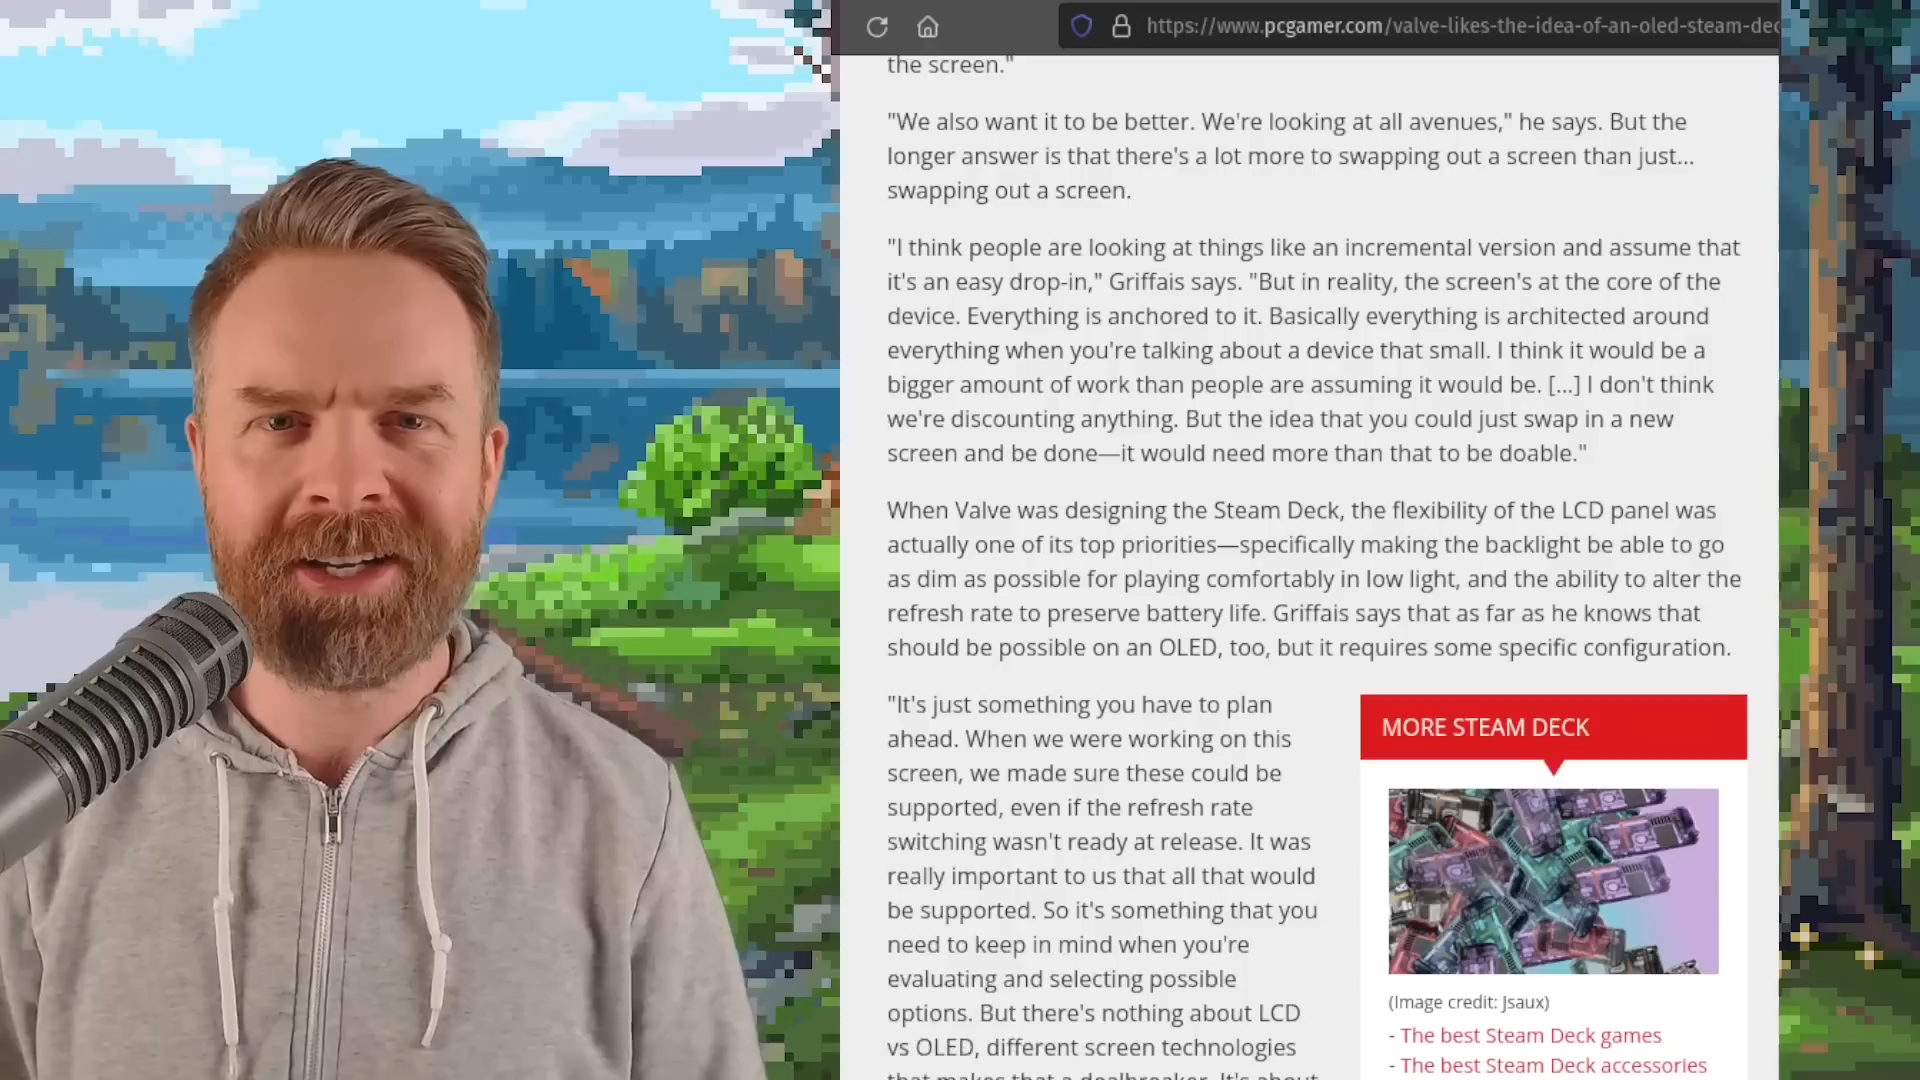 https://www.pcgamer.com/valve-likes-the-idea-of-an-oled-steam-dec
the screen."
"We also want it to be better. We're looking at all avenues," he says. But the
longer answer is that there's a lot more to swapping out a screen than just...
swapping out a screen.
"I think people are looking at things like an incremental version and assume that
it's an easy drop-in," Griffais says. "But in reality, the screen's at the core of the
device. Everything is anchored to it. Basically everything is architected around
everything when you're talking about a device that small. I think it would be a
bigger amount of work than people are assuming it would be. [...] I don't think
we're discounting anything. But the idea that you could just swap in a new
screen and be done—it would need more than that to be doable."
When Valve was designing the Steam Deck, the flexibility of the LCD panel was
actually one of its top priorities—specifically making the backlight be able to go
as dim as possible for playing comfortably in low light, and the ability to alter the
refresh rate to preserve battery life. Griffais says that as far as he knows that
should be possible on an OLED, too, but it requires some specific configuration.
"It's just something you have to plan
ahead. When we were working on this
screen, we made sure these could be
supported, even if the refresh rate
switching wasn't ready at release. It was
really important to us that all that would
be supported. So it's something that you
need to keep in mind when you're
evaluating and selecting possible
options. But there's nothing about LCD
vs OLED, different screen technologies
that makes that a dealbreaker. It's about
MORE STEAM DECK
(Image credit: Jsaux)
- The best Steam Deck games
- The best Steam Deck accessories